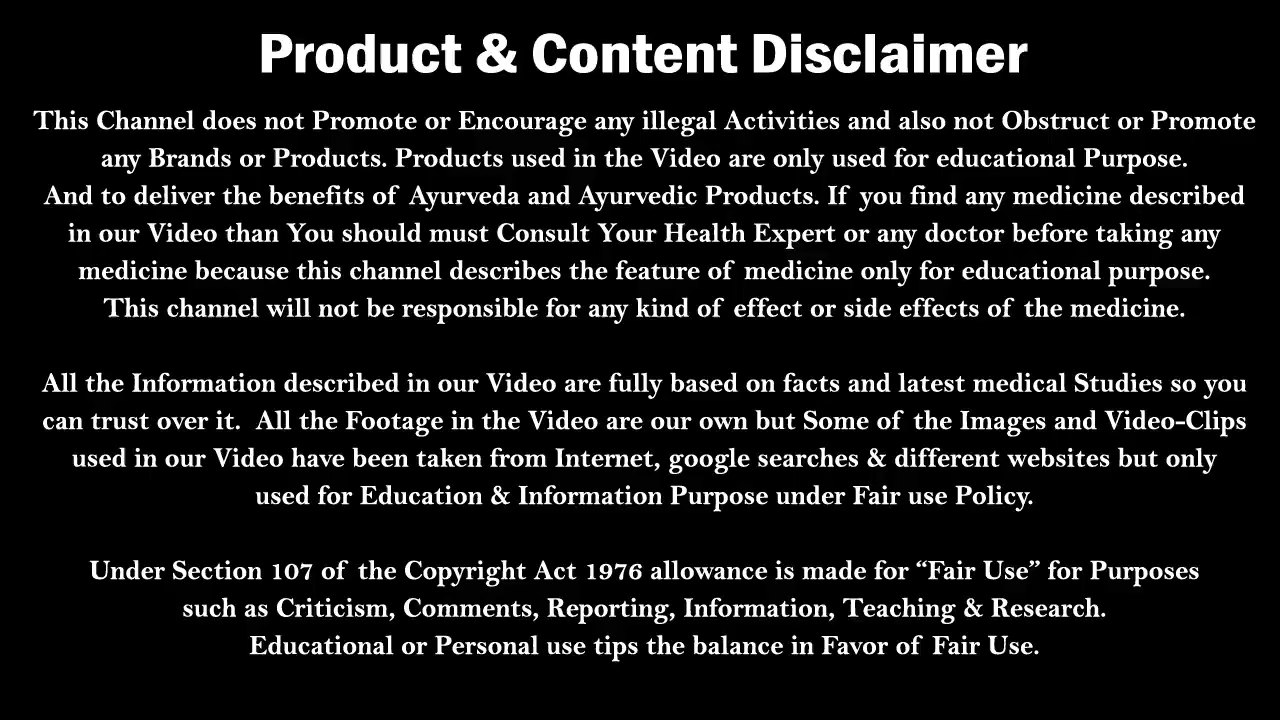 Product & Content Disclaimer
This Channel does not Promote or Encourage any illegal Activities and also not Obstruct or Promote
any Brands or Products. Products used in the Video are only used for educational Purpose.
And to deliver the benefits of Ayurveda and Ayurvedic Products. If you find any medicine described
in our Video than You should must Consult Your Health Expert or any doctor before taking any
medicine because this channel describes the feature of medicine only for educational purpose.
This channel will not be responsible for any kind of effect or side effects of the medicine.
All the Information described in our Video are fully based on facts and latest medical Studies so you
can trust over it. All the Footage in the Video are our own but Some of the Images and Video-Clips
used in our Video have been taken from Internet, google searches & different websites but only
used for Education & Information Purpose under Fair use Policy.
Under Section 107 of the Copyright Act 1976 allowance is made for “Fair Use” for Purposes
such as Criticism, Comments, Reporting, Information, Teaching & Research.
Educational or Personal use tips the balance in Favor of Fair Use.